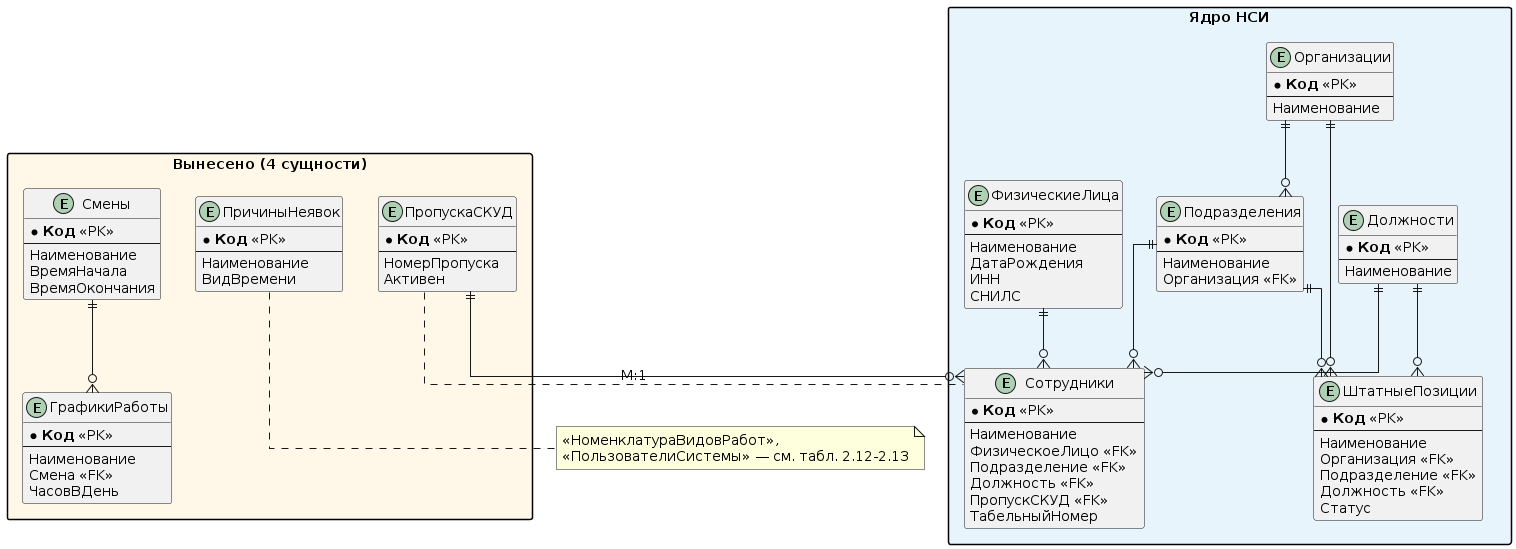 Вынесено (4 сущности)
E Смены
Код «PK»
Наименование
ВремяНачала
ВремяОкончания
E ПричиныНеявок
Код «PK»
Наименование
ВидВремени
E ПропускаСКУД
Код «PK»
НомерПропуска
Активен
E ГрафикиРаботы
Код «PK»
Наименование
Смена «FK»
ЧасовВДень
M:1
«НоменклатураВидовРабот»,
«ПользователиСистемы» — см. табл. 2.12-2.13
Ядро НСИ
E Организации
Код «PK»
Наименование
E ФизическиеЛица
Код «PK»
Наименование
ДатаРождения
ИНН
СНИЛС
E Подразделения
Код «PK»
Наименование
Организация «FK»
E Должности
Код «PK»
Наименование
E Сотрудники
Код «PK»
Наименование
ФизическоеЛицо «FK»
Подразделение «FK»
Должность «FK»
ПропускСКУД «FK»
ТабельныйНомер
E ШтатныеПозиции
Код «PK»
Наименование
Организация «FK»
Подразделение «FK»
Должность «FK»
Статус